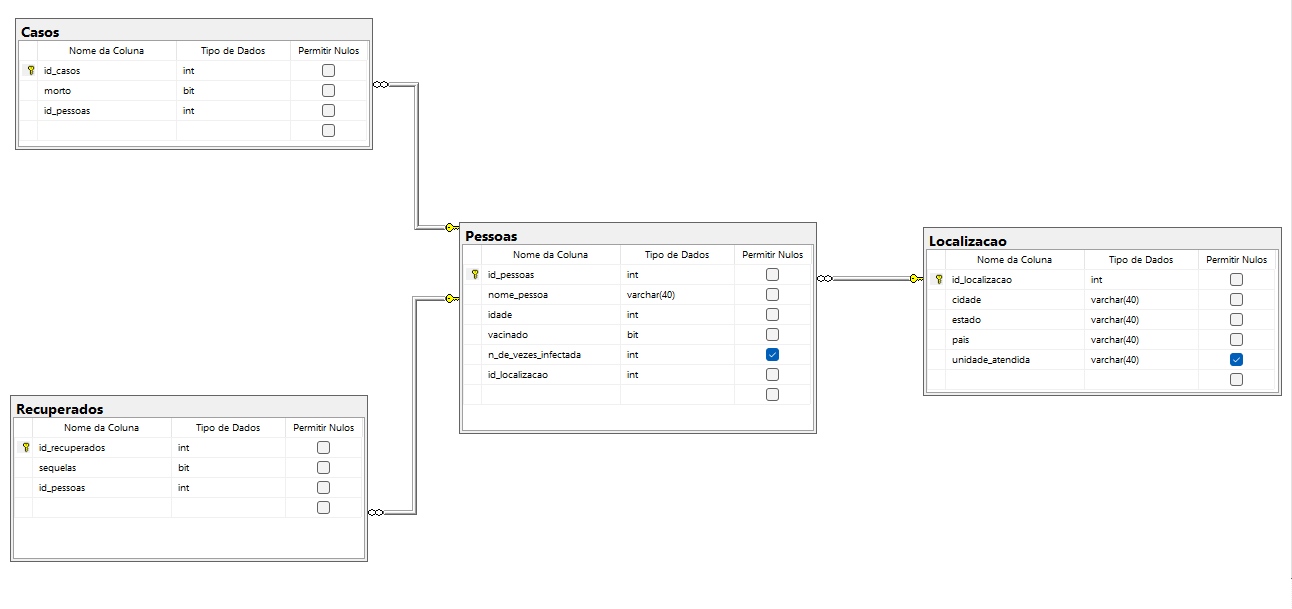 Casos
Nome da Coluna Tipo de Dados Permitir Nulos
id_casos int
morto bit
id_pessoas int
Pessoas
Nome da Coluna Tipo de Dados Permitir Nulos
id_pessoas int
nome_pessoa varchar(40)
idade int
vacinado bit
n_de_vezes_infectada int
id_localizacao int
Localizacao
Nome da Coluna Tipo de Dados Permitir Nulos
id_localizacao int
cidade varchar(40)
estado varchar(40)
pais varchar(40)
unidade_atendida varchar(40)
Recuperados
Nome da Coluna Tipo de Dados Permitir Nulos
id_recuperados int
sequelas bit
id_pessoas int